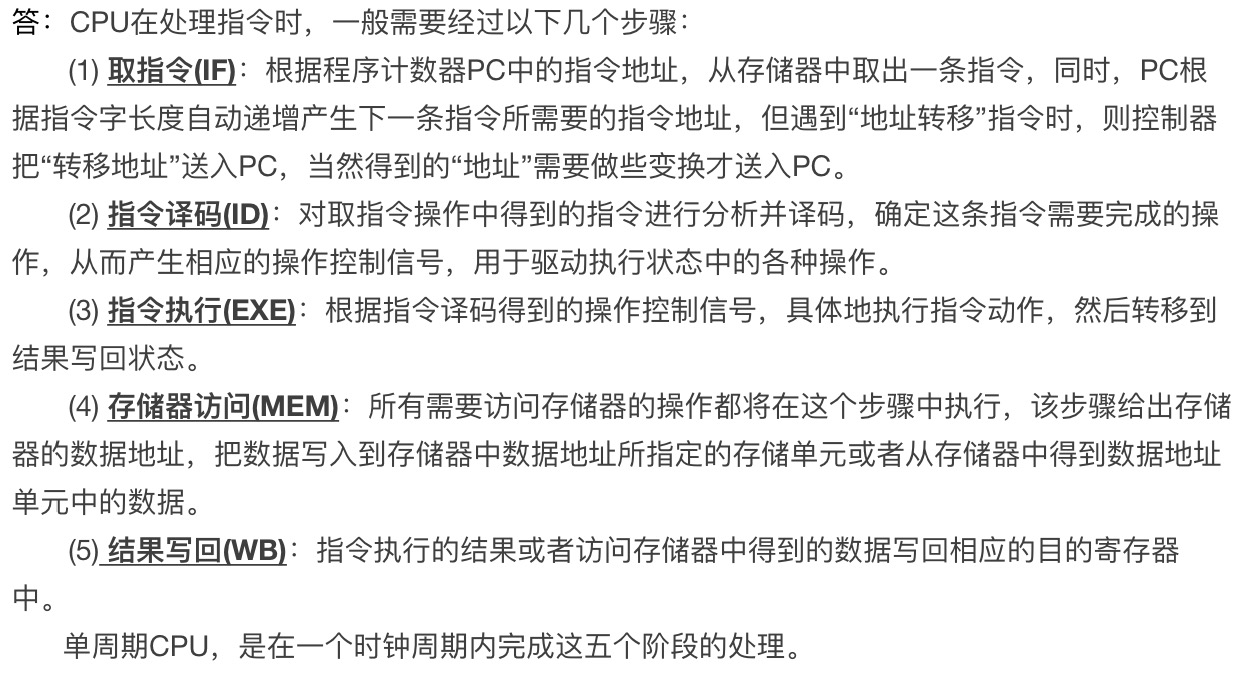 答：CPU在处理指令时，一般需要经过以下几个步骤：
(1) 取指令(IF)：根据程序计数器PC中的指令地址，从存储器中取出一条指令，同时，PC根
据指令字长度自动递增产生下一条指令所需要的指令地址，但遇到“地址转移”指令时，则控制器
把“转移地址”送入PC，当然得到的“地址”需要做些变换才送入PC。
(2) 指令译码(ID)：对取指令操作中得到的指令进行分析并译码，确定这条指令需要完成的操
作，从而产生相应的操作控制信号，用于驱动执行状态中的各种操作。
(3) 指令执行(EXE)：根据指令译码得到的操作控制信号，具体地执行指令动作，然后转移到
结果写回状态。
(4) 存储器访问(MEM)：所有需要访问存储器的操作都将在这个步骤中执行，该步骤给出存储
器的数据地址，把数据写入到存储器中数据地址所指定的存储单元或者从存储器中得到数据地址
单元中的数据。
(5) 结果写回(WB)：指令执行的结果或者访问存储器中得到的数据写回相应的目的寄存器
中。
单周期CPU，是在一个时钟周期内完成这五个阶段的处理。